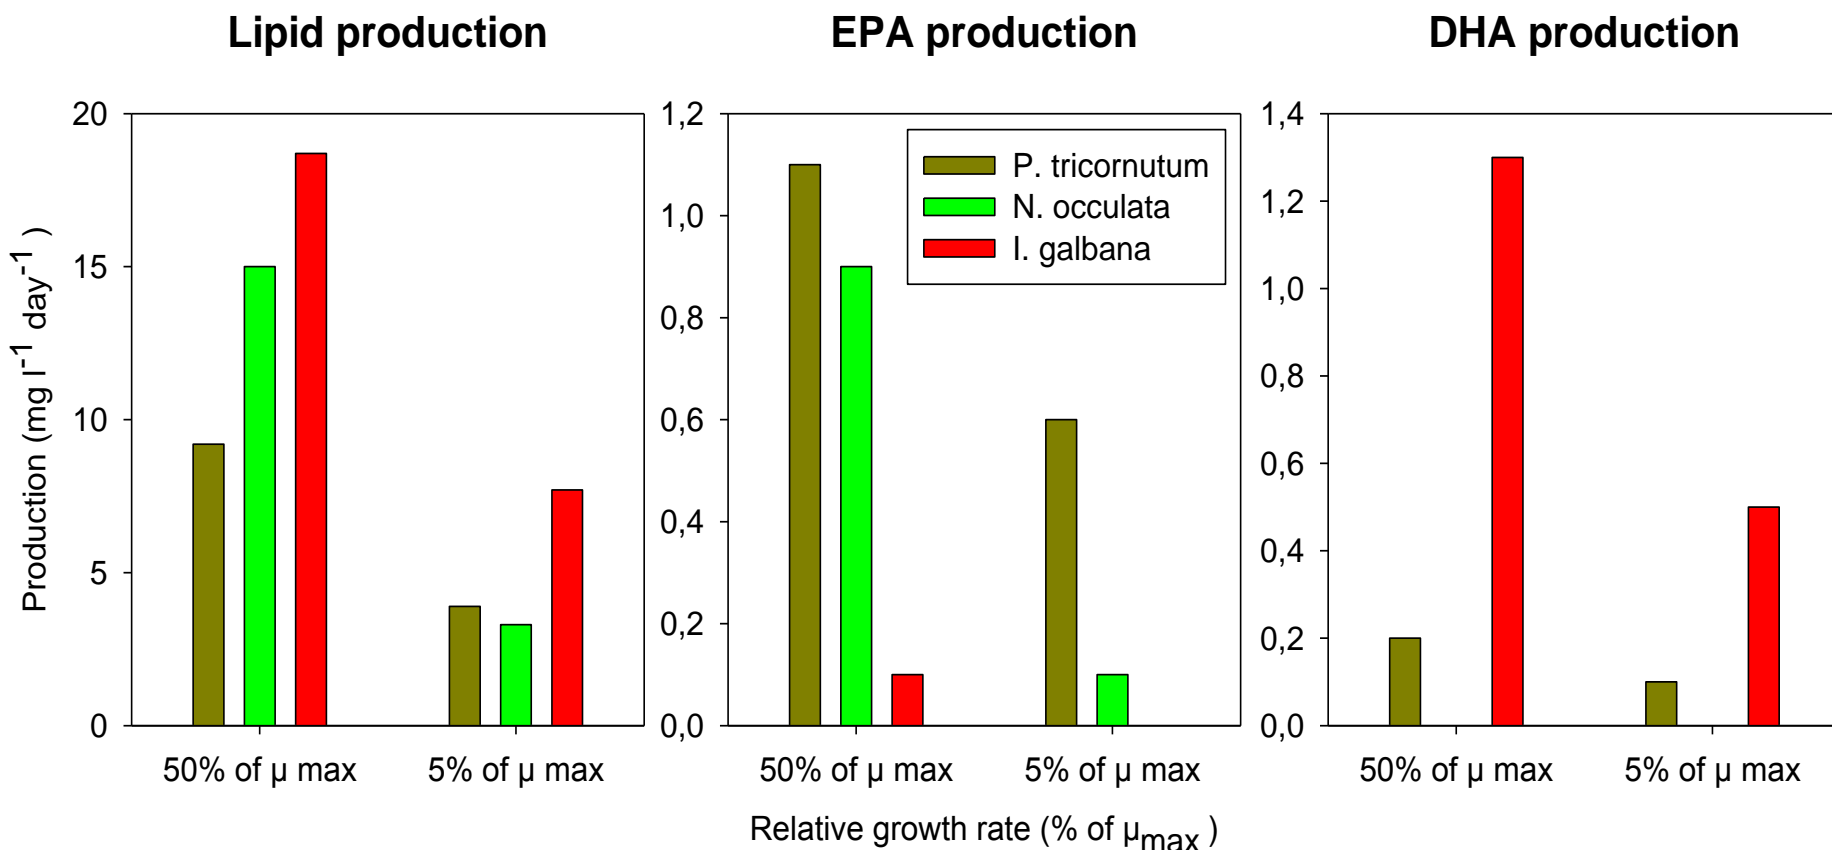 Lipid production
EPA production
DHA production
Production (mg l-1 day-1 )
20
15
10
5
0
50% of µ max
5% of µ max
1,2
1,0
0,8
0,6
0,4
0,2
0,0
P. tricornutum
N. occulata
I. galbana
50% of µ max
5% of µ max
1,4
1,2
1,0
0,8
0,6
0,4
0,2
0,0
50% of µ max
5% of µ max
Relative growth rate (% of µmax )